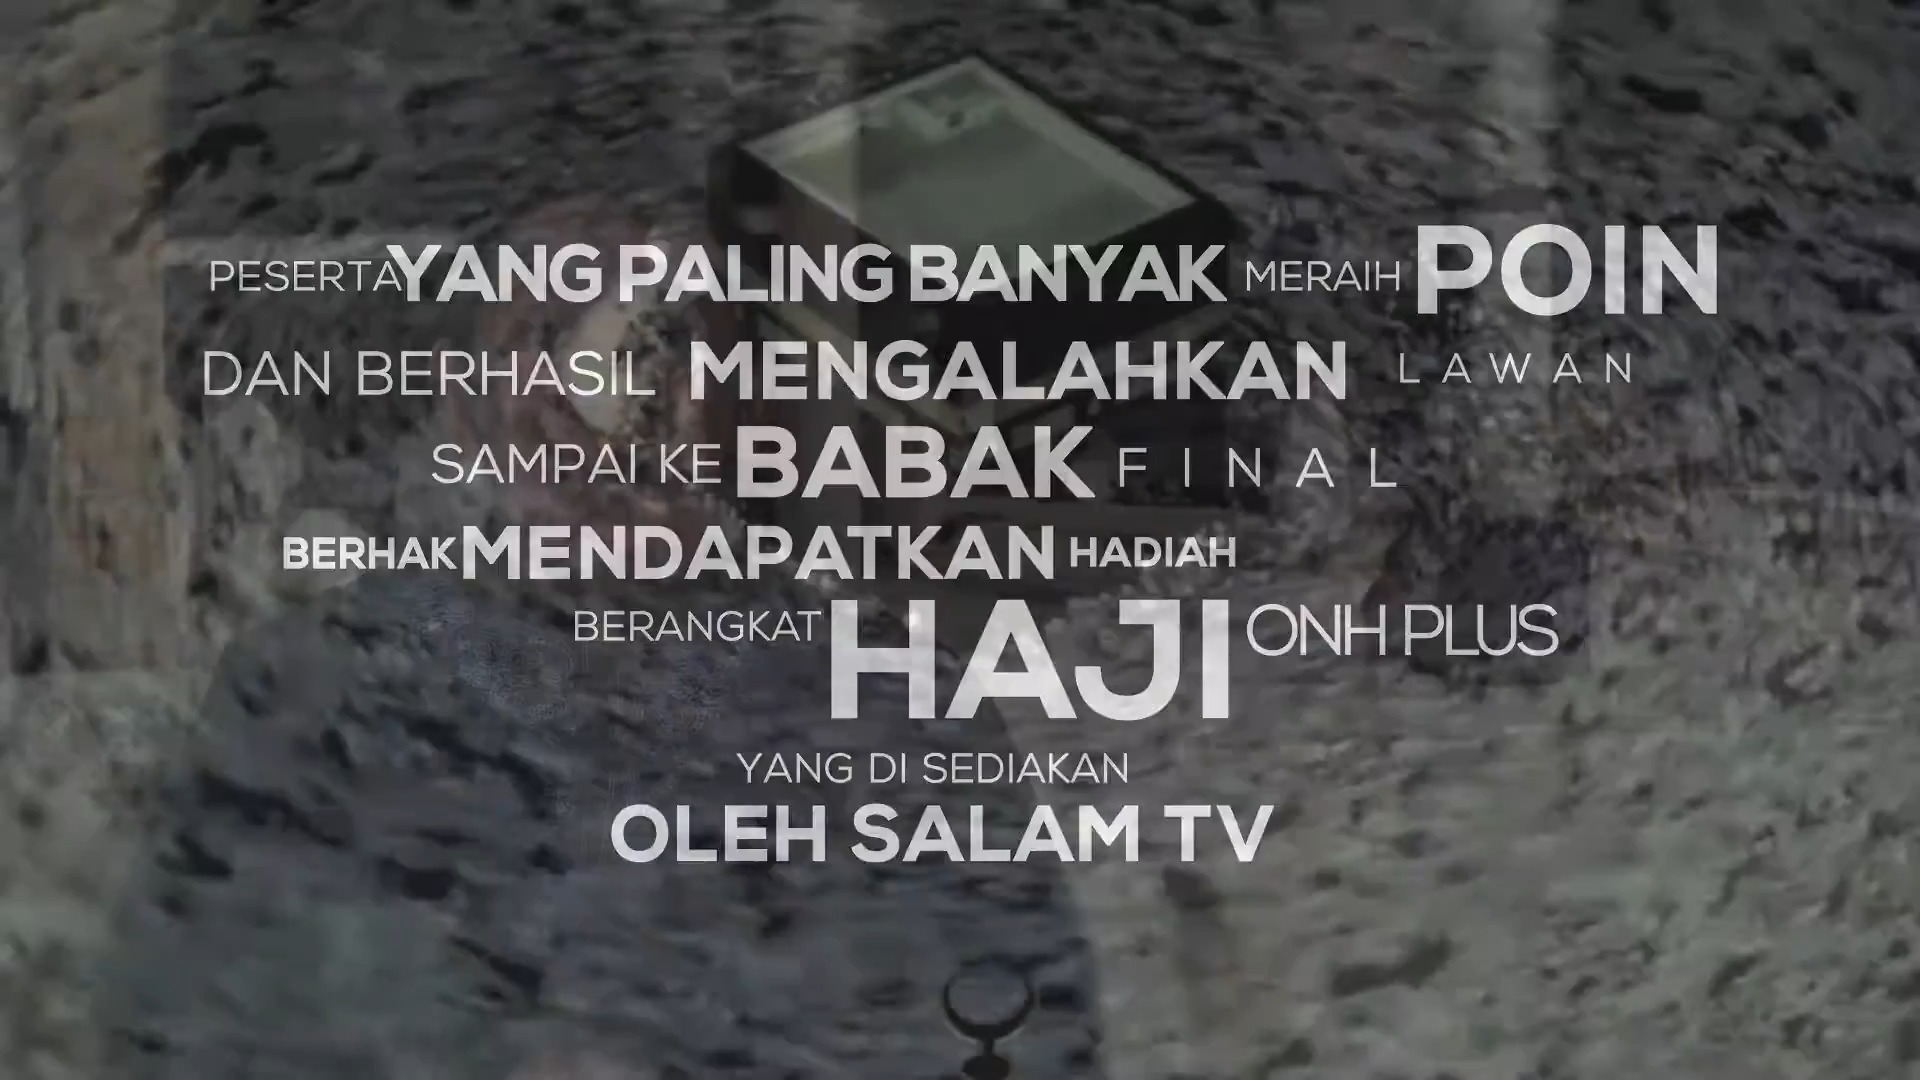 PESERTA YANG PALING BANYAK MERAIH POIN
DAN BERHASIL MENGALAHKAN LAWAN
SAMPAI KE BABAK FINAL
BERHAK MENDAPATKAN HADIAH
BERANGKAT HAJI ONH PLUS
YANG DI SEDIAKAN
OLEH SALAM TV